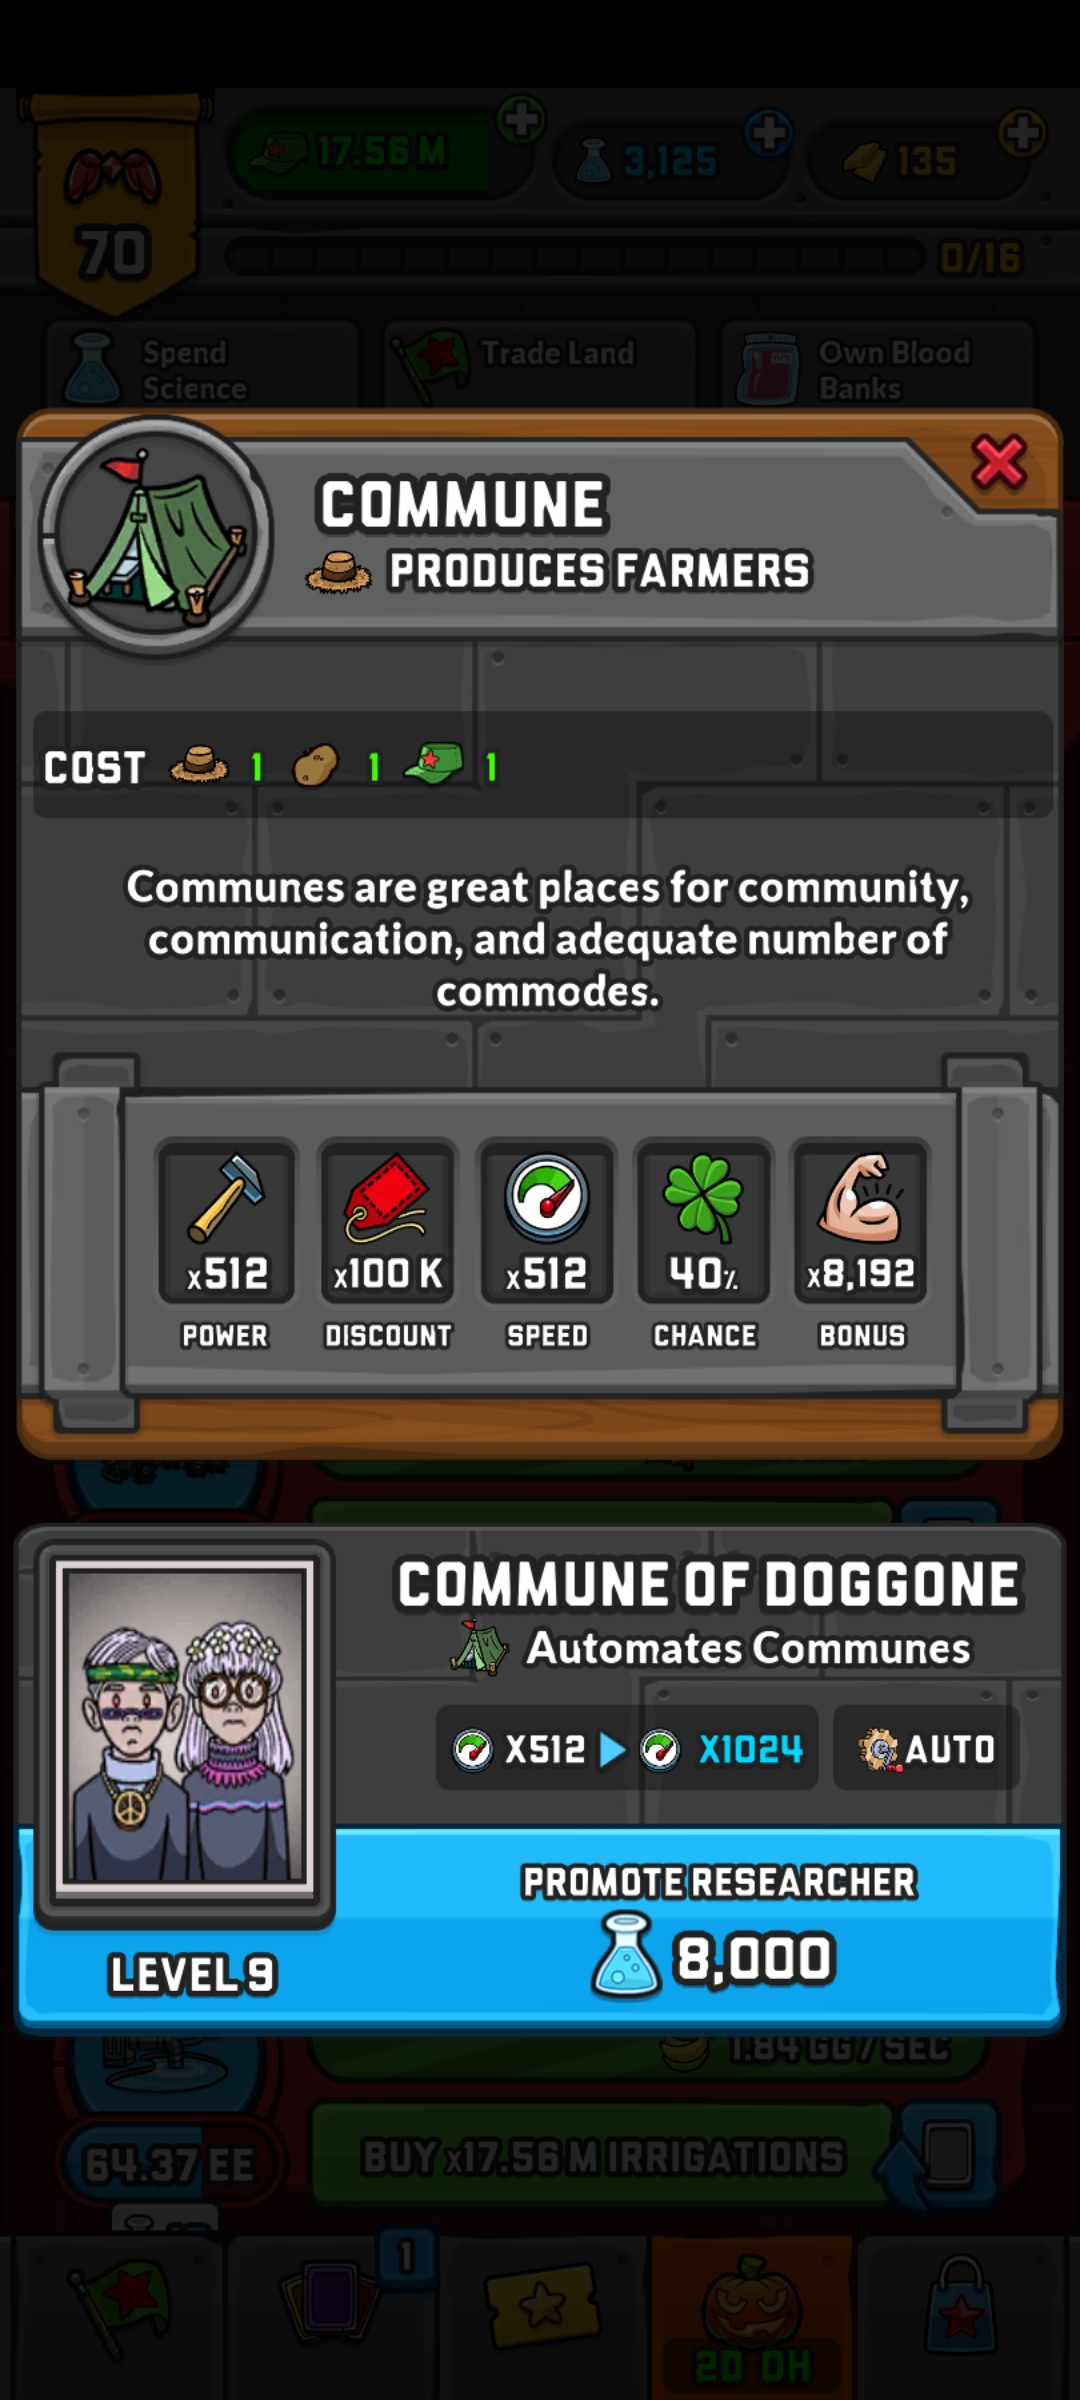 17.56 M
3,125
135
70
0/16
Spend
Science
Trade Land
Own Blood
Banks
COMMUNE
PRODUCES FARMERS
COST 1 1 1
Communes are great places for community,
communication, and adequate number of
commodes.
x512
x100 K
x512
40%
x8,192
POWER
DISCOUNT
SPEED
CHANCE
BONUS
COMMUNE OF DOGGONE
Automates Communes
X512 X1024 AUTO
PROMOTE RESEARCHER
LEVEL 9
8,000
1.84 GG / SEC
64.37 EE
BUY x17.56 M IRRIGATIONS
1
2D 0H